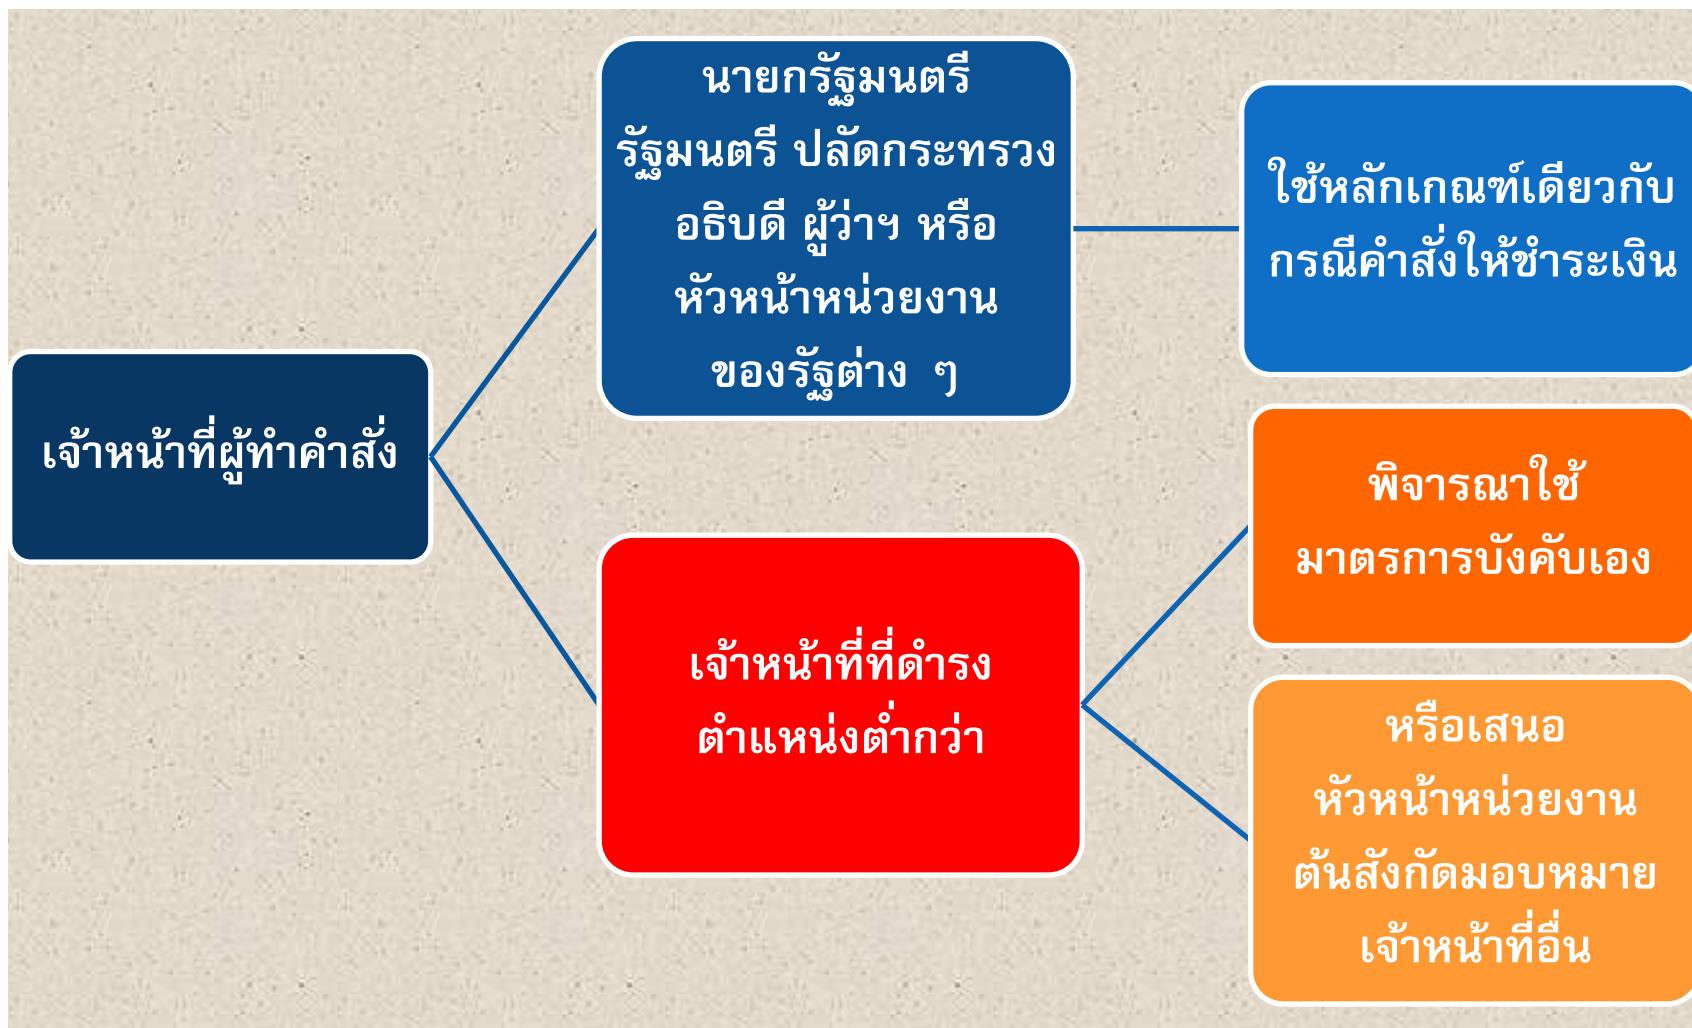 เจ้าหน้าที่ผู้ทำคำสั่ง
นายกรัฐมนตรี
รัฐมนตรี ปลัดกระทรวง
อธิบดี ผู้ว่าฯ หรือ
หัวหน้าหน่วยงาน
ของรัฐต่าง ๆ
ใช้หลักเกณฑ์เดียวกับ
กรณีคำสั่งให้ชำระเงิน
เจ้าหน้าที่ที่ดำรง
ตำแหน่งต่ำกว่า
พิจารณาใช้
มาตรการบังคับเอง
หรือเสนอ
หัวหน้าหน่วยงาน
ต้นสังกัดมอบหมาย
เจ้าหน้าที่อื่น